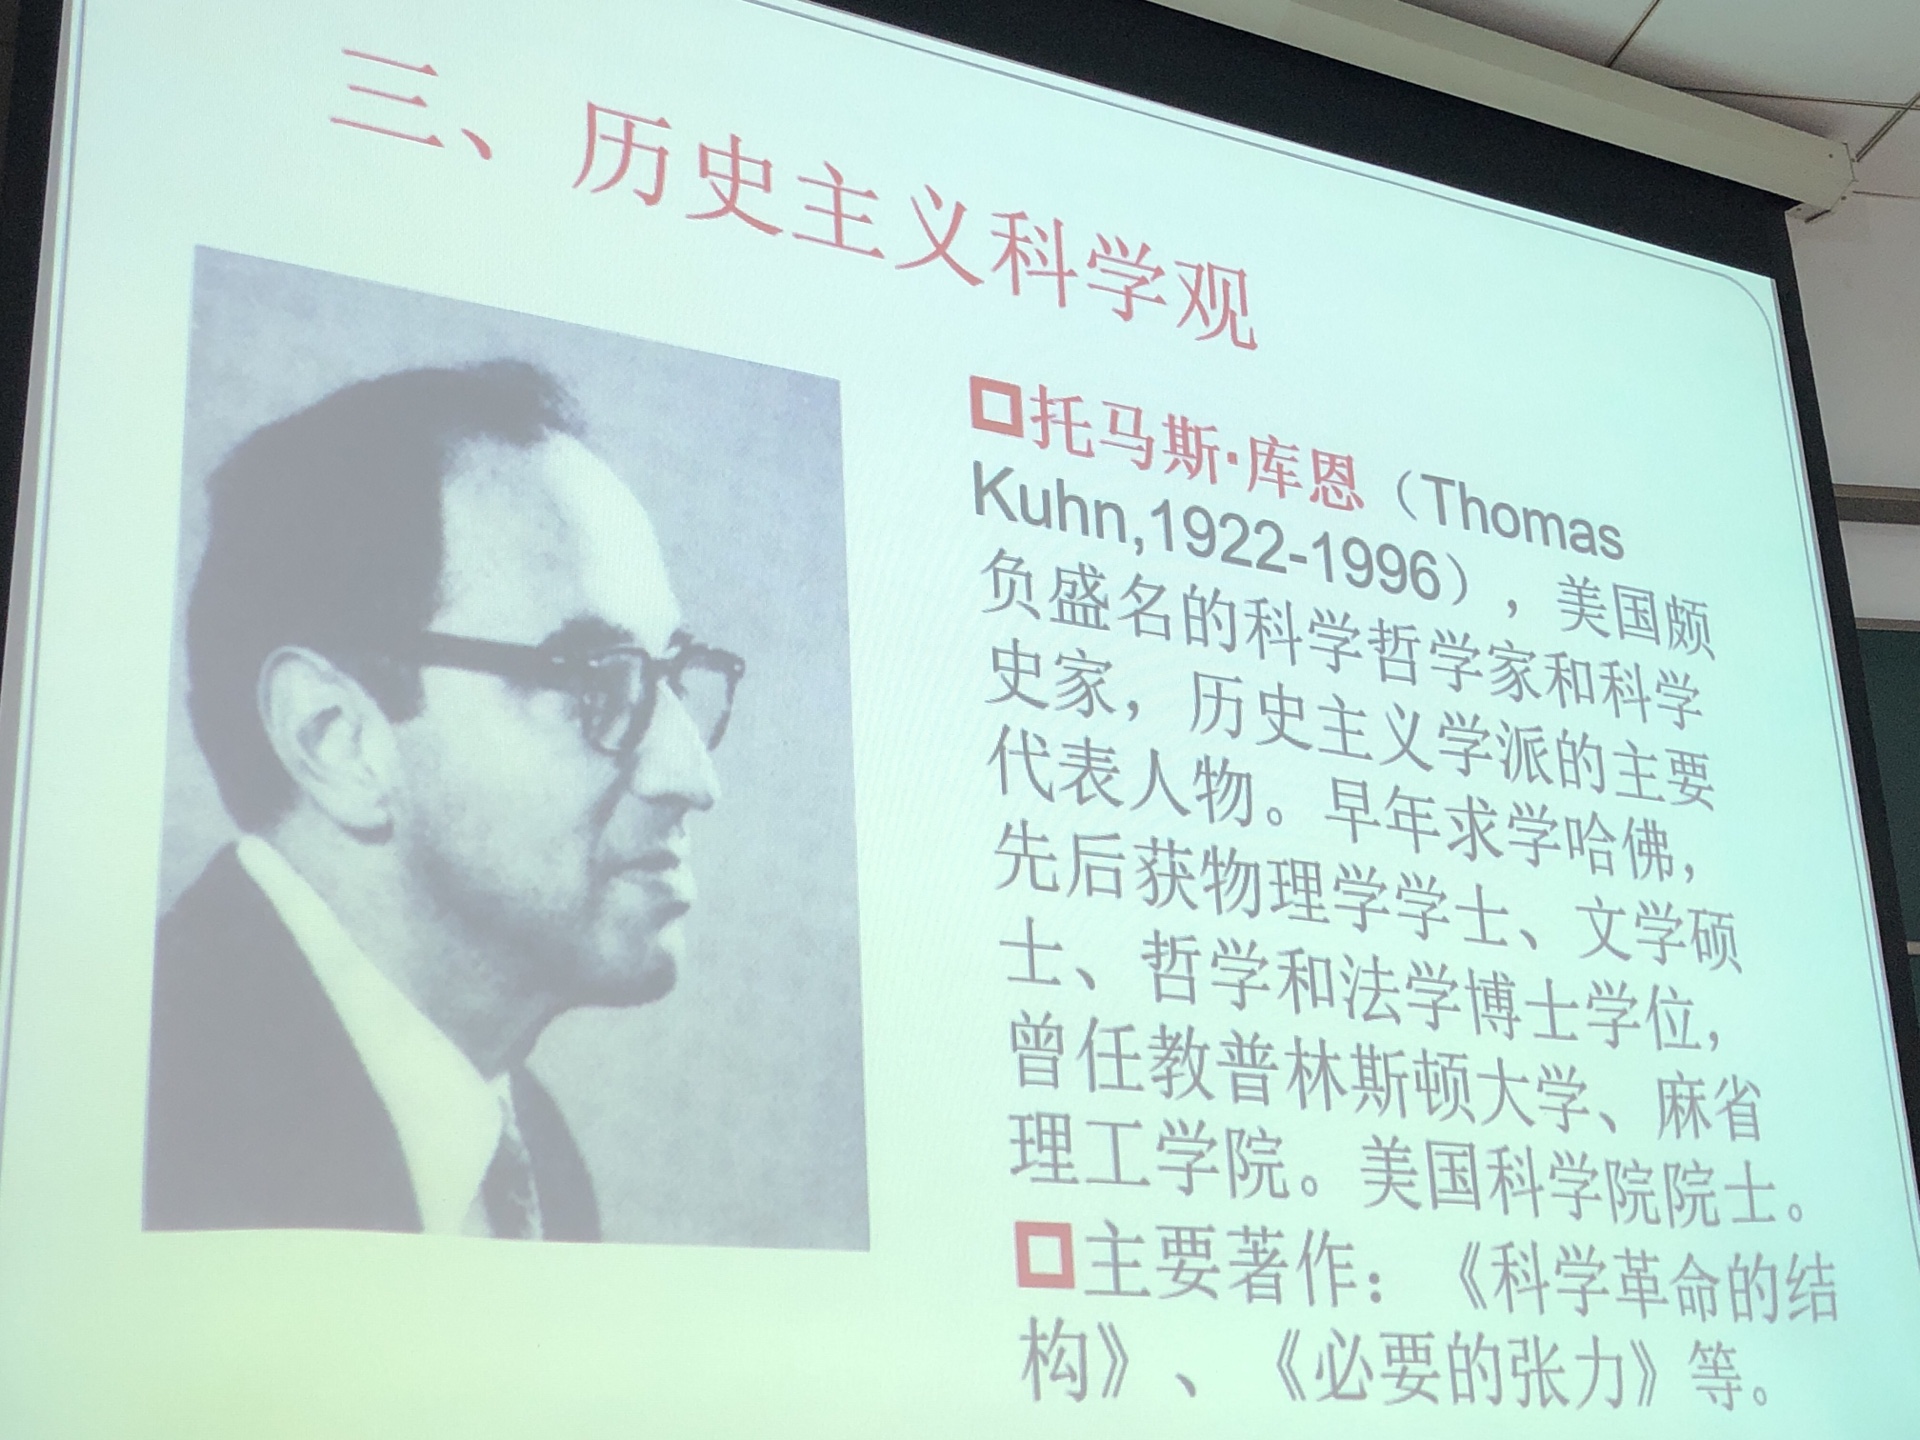 三、历史主义科学观
托马斯·库恩（Thomas
Kuhn,1922-1996），美国颇
负盛名的科学哲学家和科学
史家，历史主义学派的主要
代表人物。早年求学哈佛，
先后获物理学学士、文学硕
士、哲学和法学博士学位，
曾任教普林斯顿大学、麻省
理工学院。美国科学院院士。
主要著作：《科学革命的结
构》、《必要的张力》等。